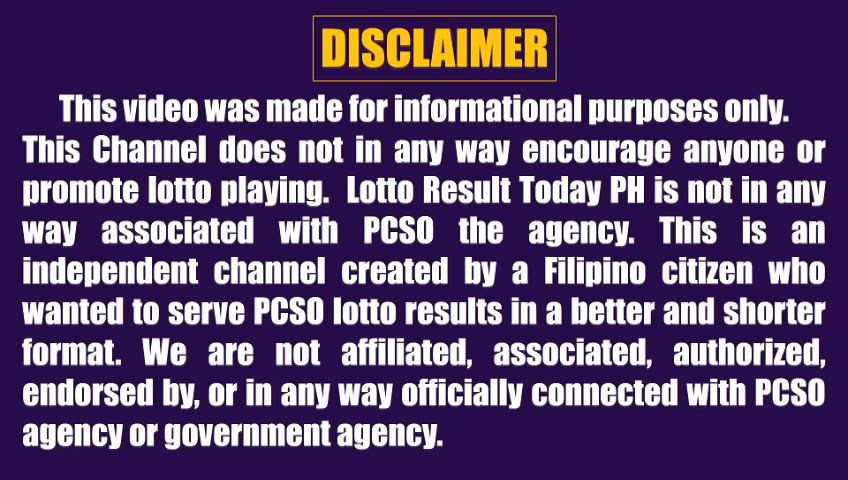 DISCLAIMER
This video was made for informational purposes only.
This Channel does not in any way encourage anyone or
promote lotto playing. Lotto Result Today PH is not in any
way associated with PCSO the agency. This is an
independent channel created by a Filipino citizen who
wanted to serve PCSO lotto results in a better and shorter
format. We are not affiliated, associated, authorized,
endorsed by, or in any way officially connected with PCSO
agency or government agency.